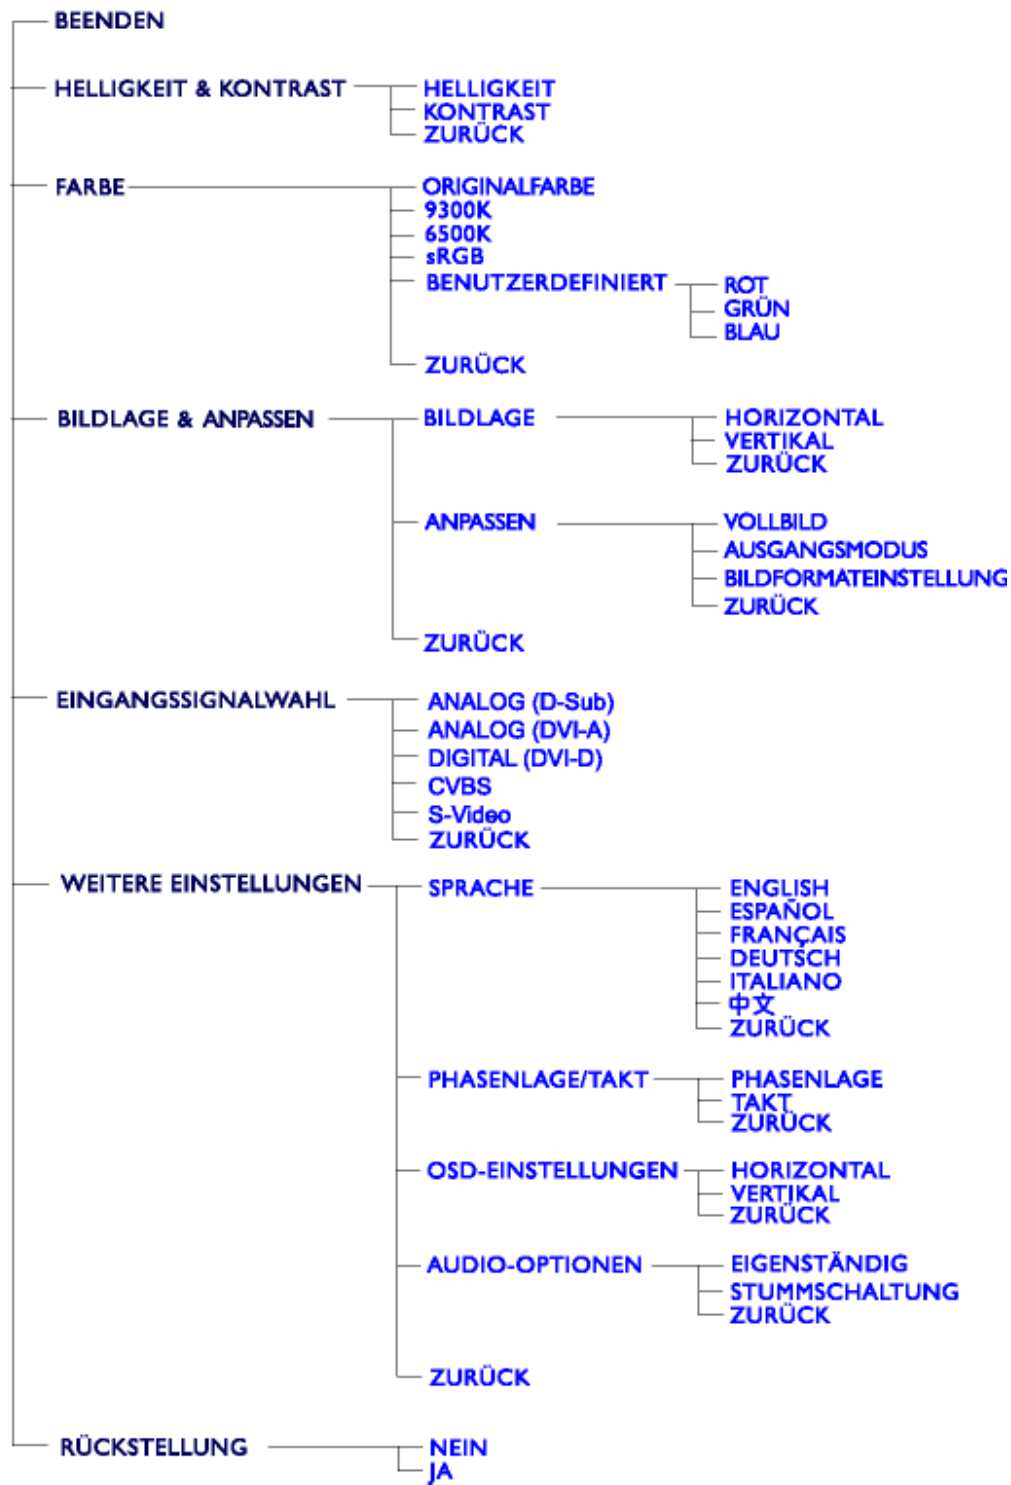 BEENDEN
HELLIGKEIT & KONTRAST
HELLIGKEIT
KONTRAST
ZURÜCK
FARBE
ORIGINALFARBE
9300K
6500K
sRGB
BENUTZERDEFINIERT
ROT
GRÜN
BLAU
ZURÜCK
BILDLAGE & ANPASSEN
BILDLAGE
HORIZONTAL
VERTIKAL
ZURÜCK
ANPASSEN
VOLLBILD
AUSGANGSMODUS
BILDFORMATEINSTELLUNG
ZURÜCK
ZURÜCK
EINGANGSSIGNALWAHL
ANALOG (D-Sub)
ANALOG (DVI-A)
DIGITAL (DVI-D)
CVBS
S-Video
ZURÜCK
WEITERE EINSTELLUNGEN
SPRACHE
ENGLISH
ESPAÑOL
FRANÇAIS
DEUTSCH
ITALIANO
中文
ZURÜCK
PHASENLAGE/TAKT
PHASENLAGE
TAKT
ZURÜCK
OSD-EINSTELLUNGEN
HORIZONTAL
VERTIKAL
ZURÜCK
AUDIO-OPTIONEN
EIGENSTÄNDIG
STUMMSCHALTUNG
ZURÜCK
ZURÜCK
RÜCKSTELLUNG
NEIN
JA